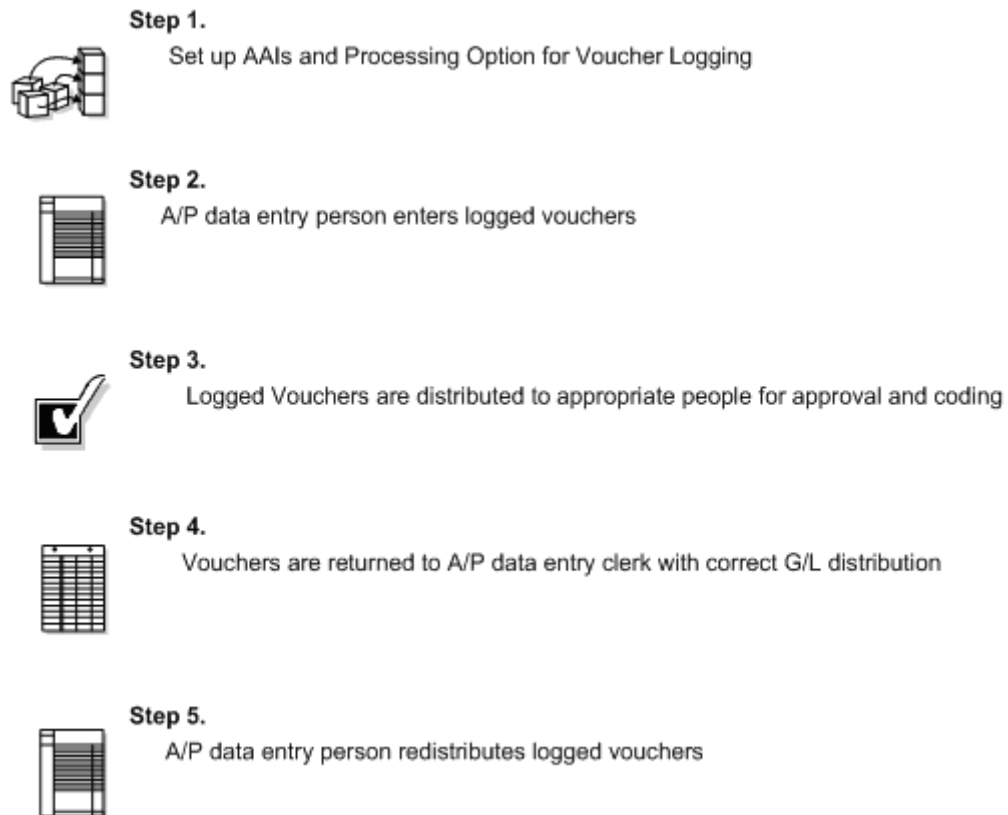 Step 1.
Set up AAIs and Processing Option for Voucher Logging
Step 2.
A/P data entry person enters logged vouchers
Step 3.
Logged Vouchers are distributed to appropriate people for approval and coding
Step 4.
Vouchers are returned to A/P data entry clerk with correct G/L distribution
Step 5.
A/P data entry person redistributes logged vouchers